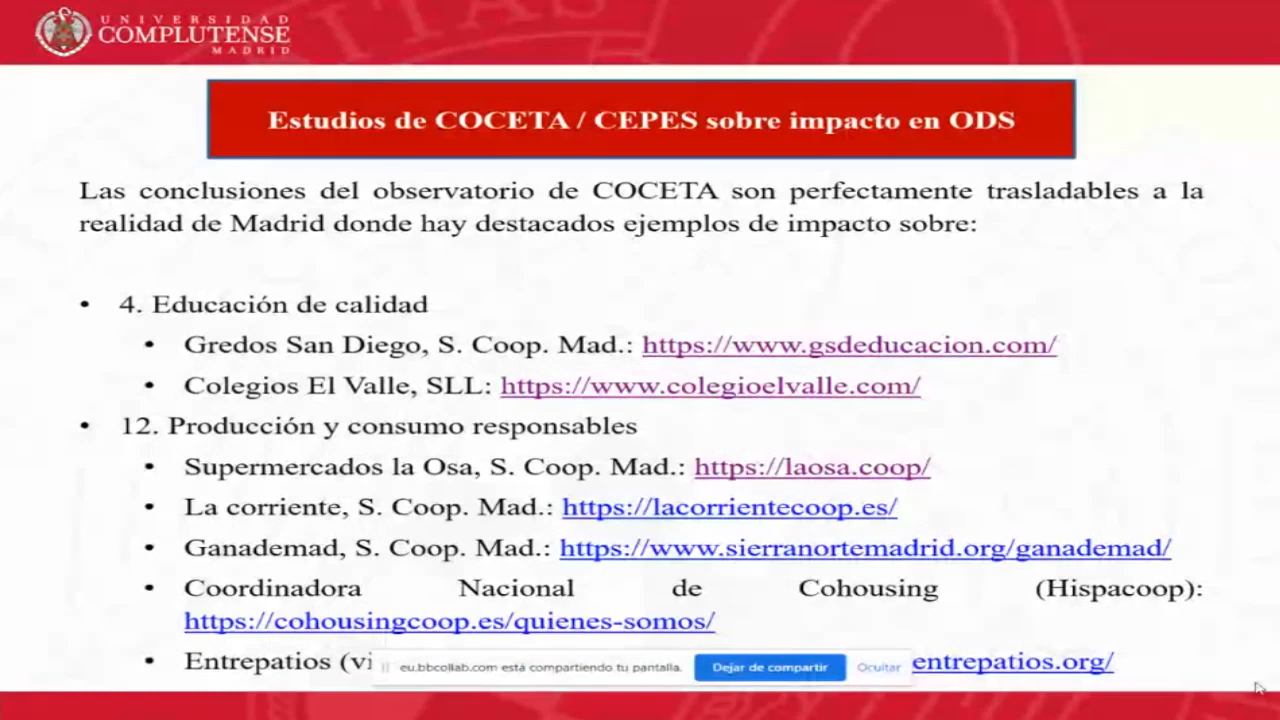 UNIVERSIDAD
COMPLUTENSE
MADRID
Estudios de COCETA / CEPES sobre impacto en ODS
Las conclusiones del observatorio de COCETA son perfectamente trasladables a la
realidad de Madrid donde hay destacados ejemplos de impacto sobre:
• 4. Educación de calidad
• Gredos San Diego, S. Coop. Mad.: https://www.gsdeducacion.com/
• Colegios El Valle, SLL: https://www.colegioelvalle.com/
• 12. Producción y consumo responsables
• Supermercados la Osa, S. Coop. Mad.: https://laosa.coop/
• La corriente, S. Coop. Mad.: https://lacorrientecoop.es/
• Ganademad, S. Coop. Mad.: https://www.sierranortemadrid.org/ganademad/
• Coordinadora Nacional de Cohousing (Hispacoop):
https://cohousingcoop.es/quienes-somos/
• Entrepatios (vi entrepatios.org/
eu.bbcollab.com está compartiendo tu pantalla. Dejar de compartir Ocultar